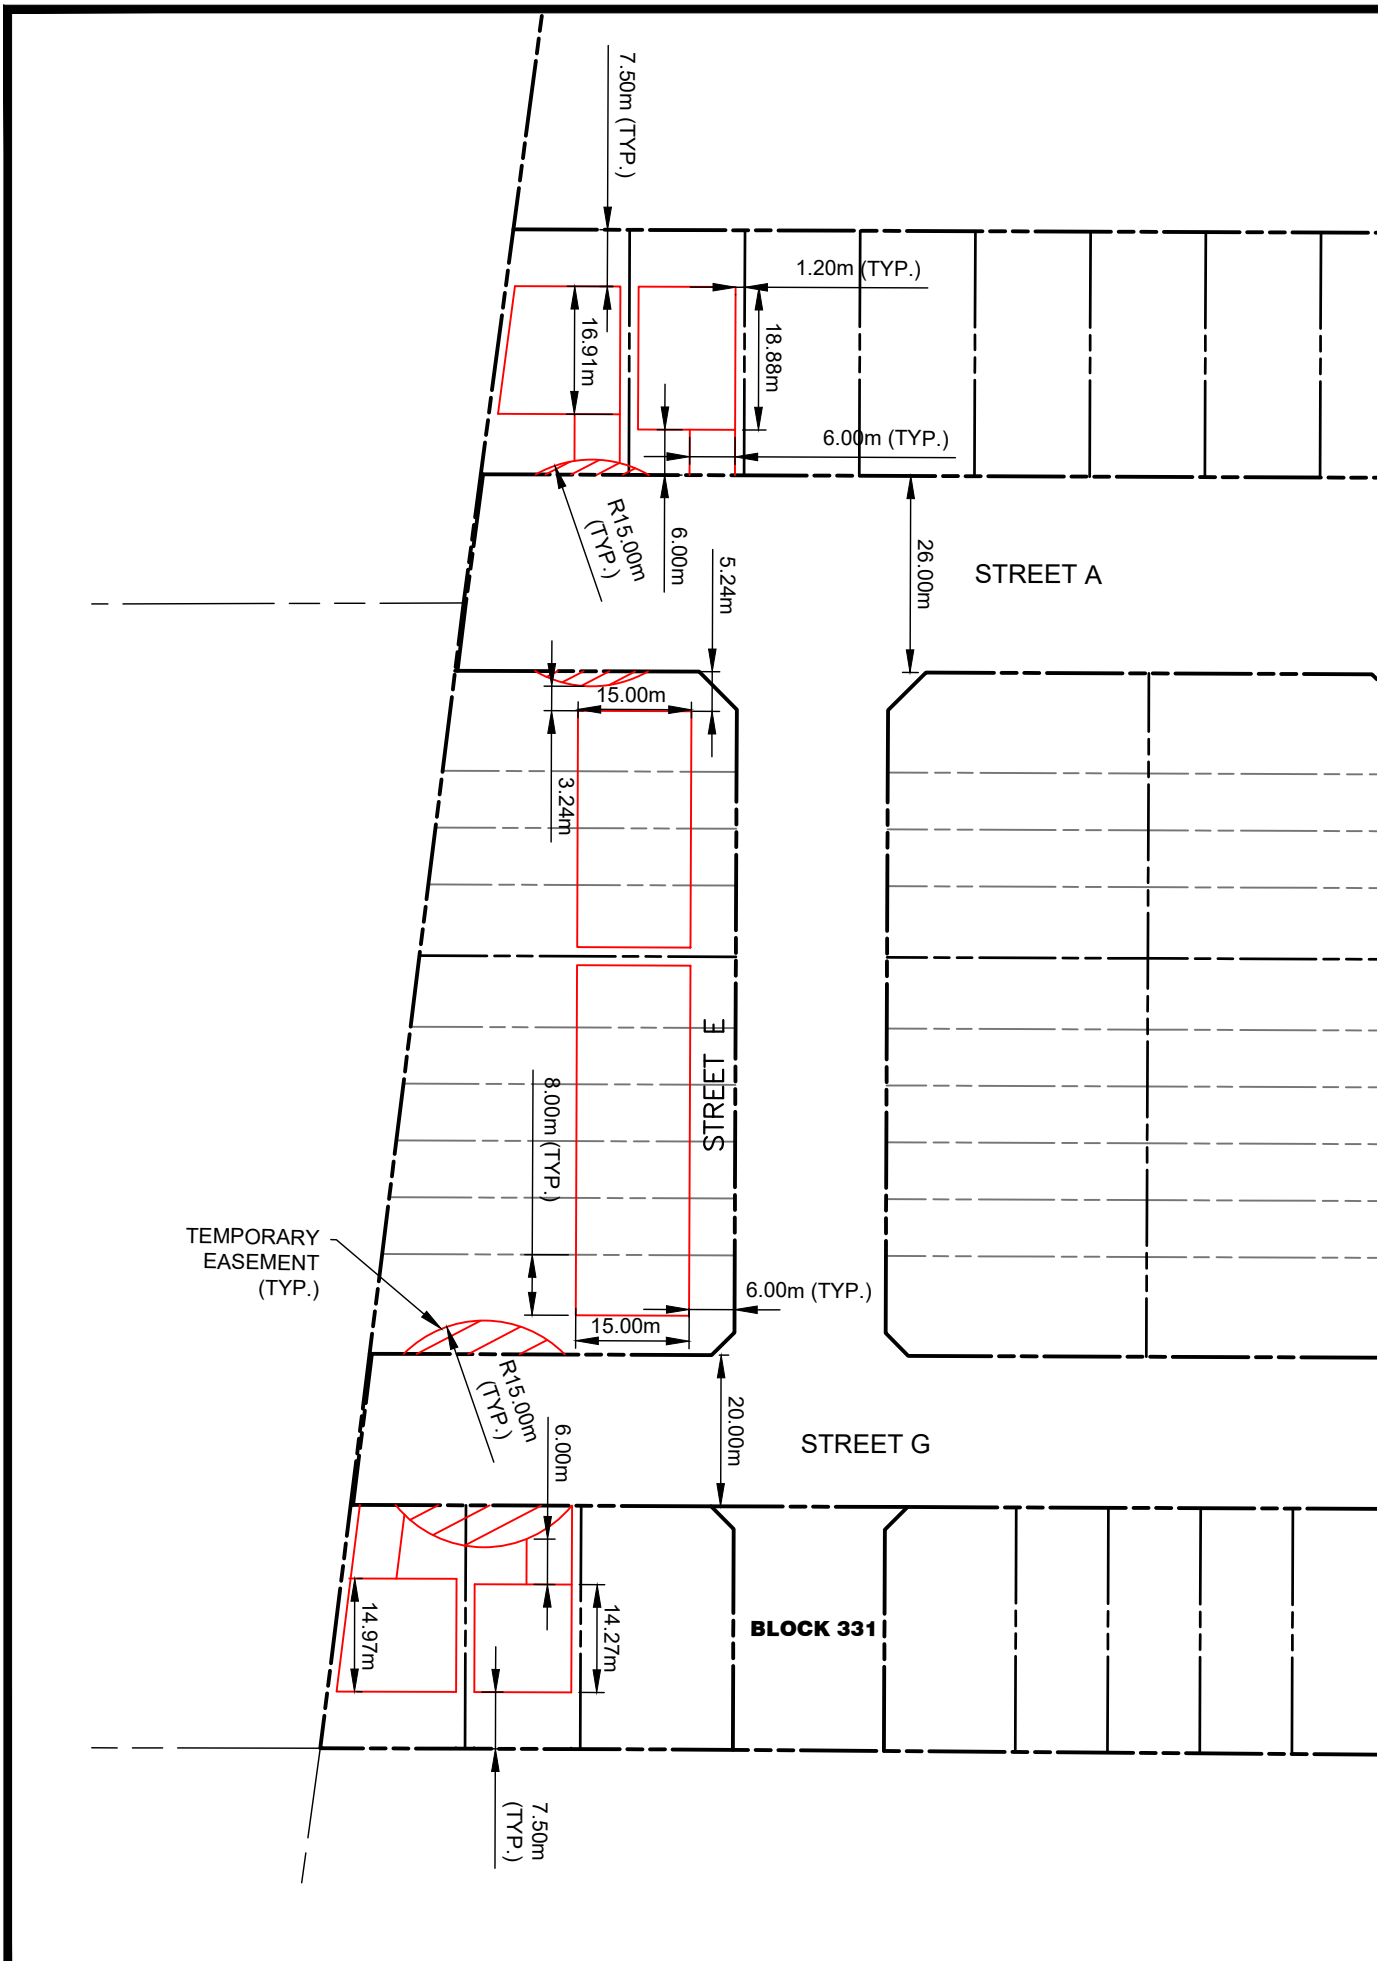 7.50m (TYP.)
1.20m (TYP.)
16.91m
18.88m
6.00m (TYP.)
R15.00m
(TYP.)
6.00m
5.24m
26.00m
STREET A
15.00m
3.24m
STREET E
8.00m (TYP.)
TEMPORARY
EASEMENT
(TYP.)
6.00m (TYP.)
15.00m
R15.00m
(TYP.)
6.00m
20.00m
STREET G
14.97m
14.27m
BLOCK 331
7.50m
(TYP.)